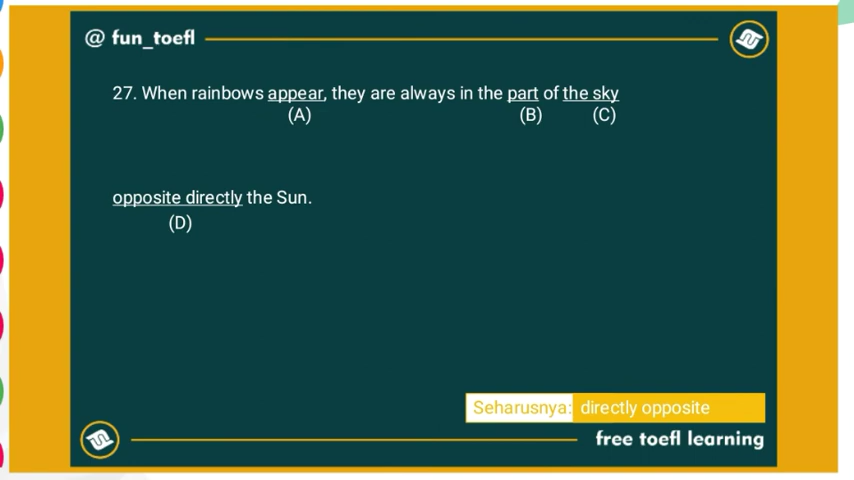 @ fun_toefl
27. When rainbows appear, they are always in the part of the sky
(A) (B) (C)
opposite directly the Sun.
(D)
Seharusnya: directly opposite
free toefl learning